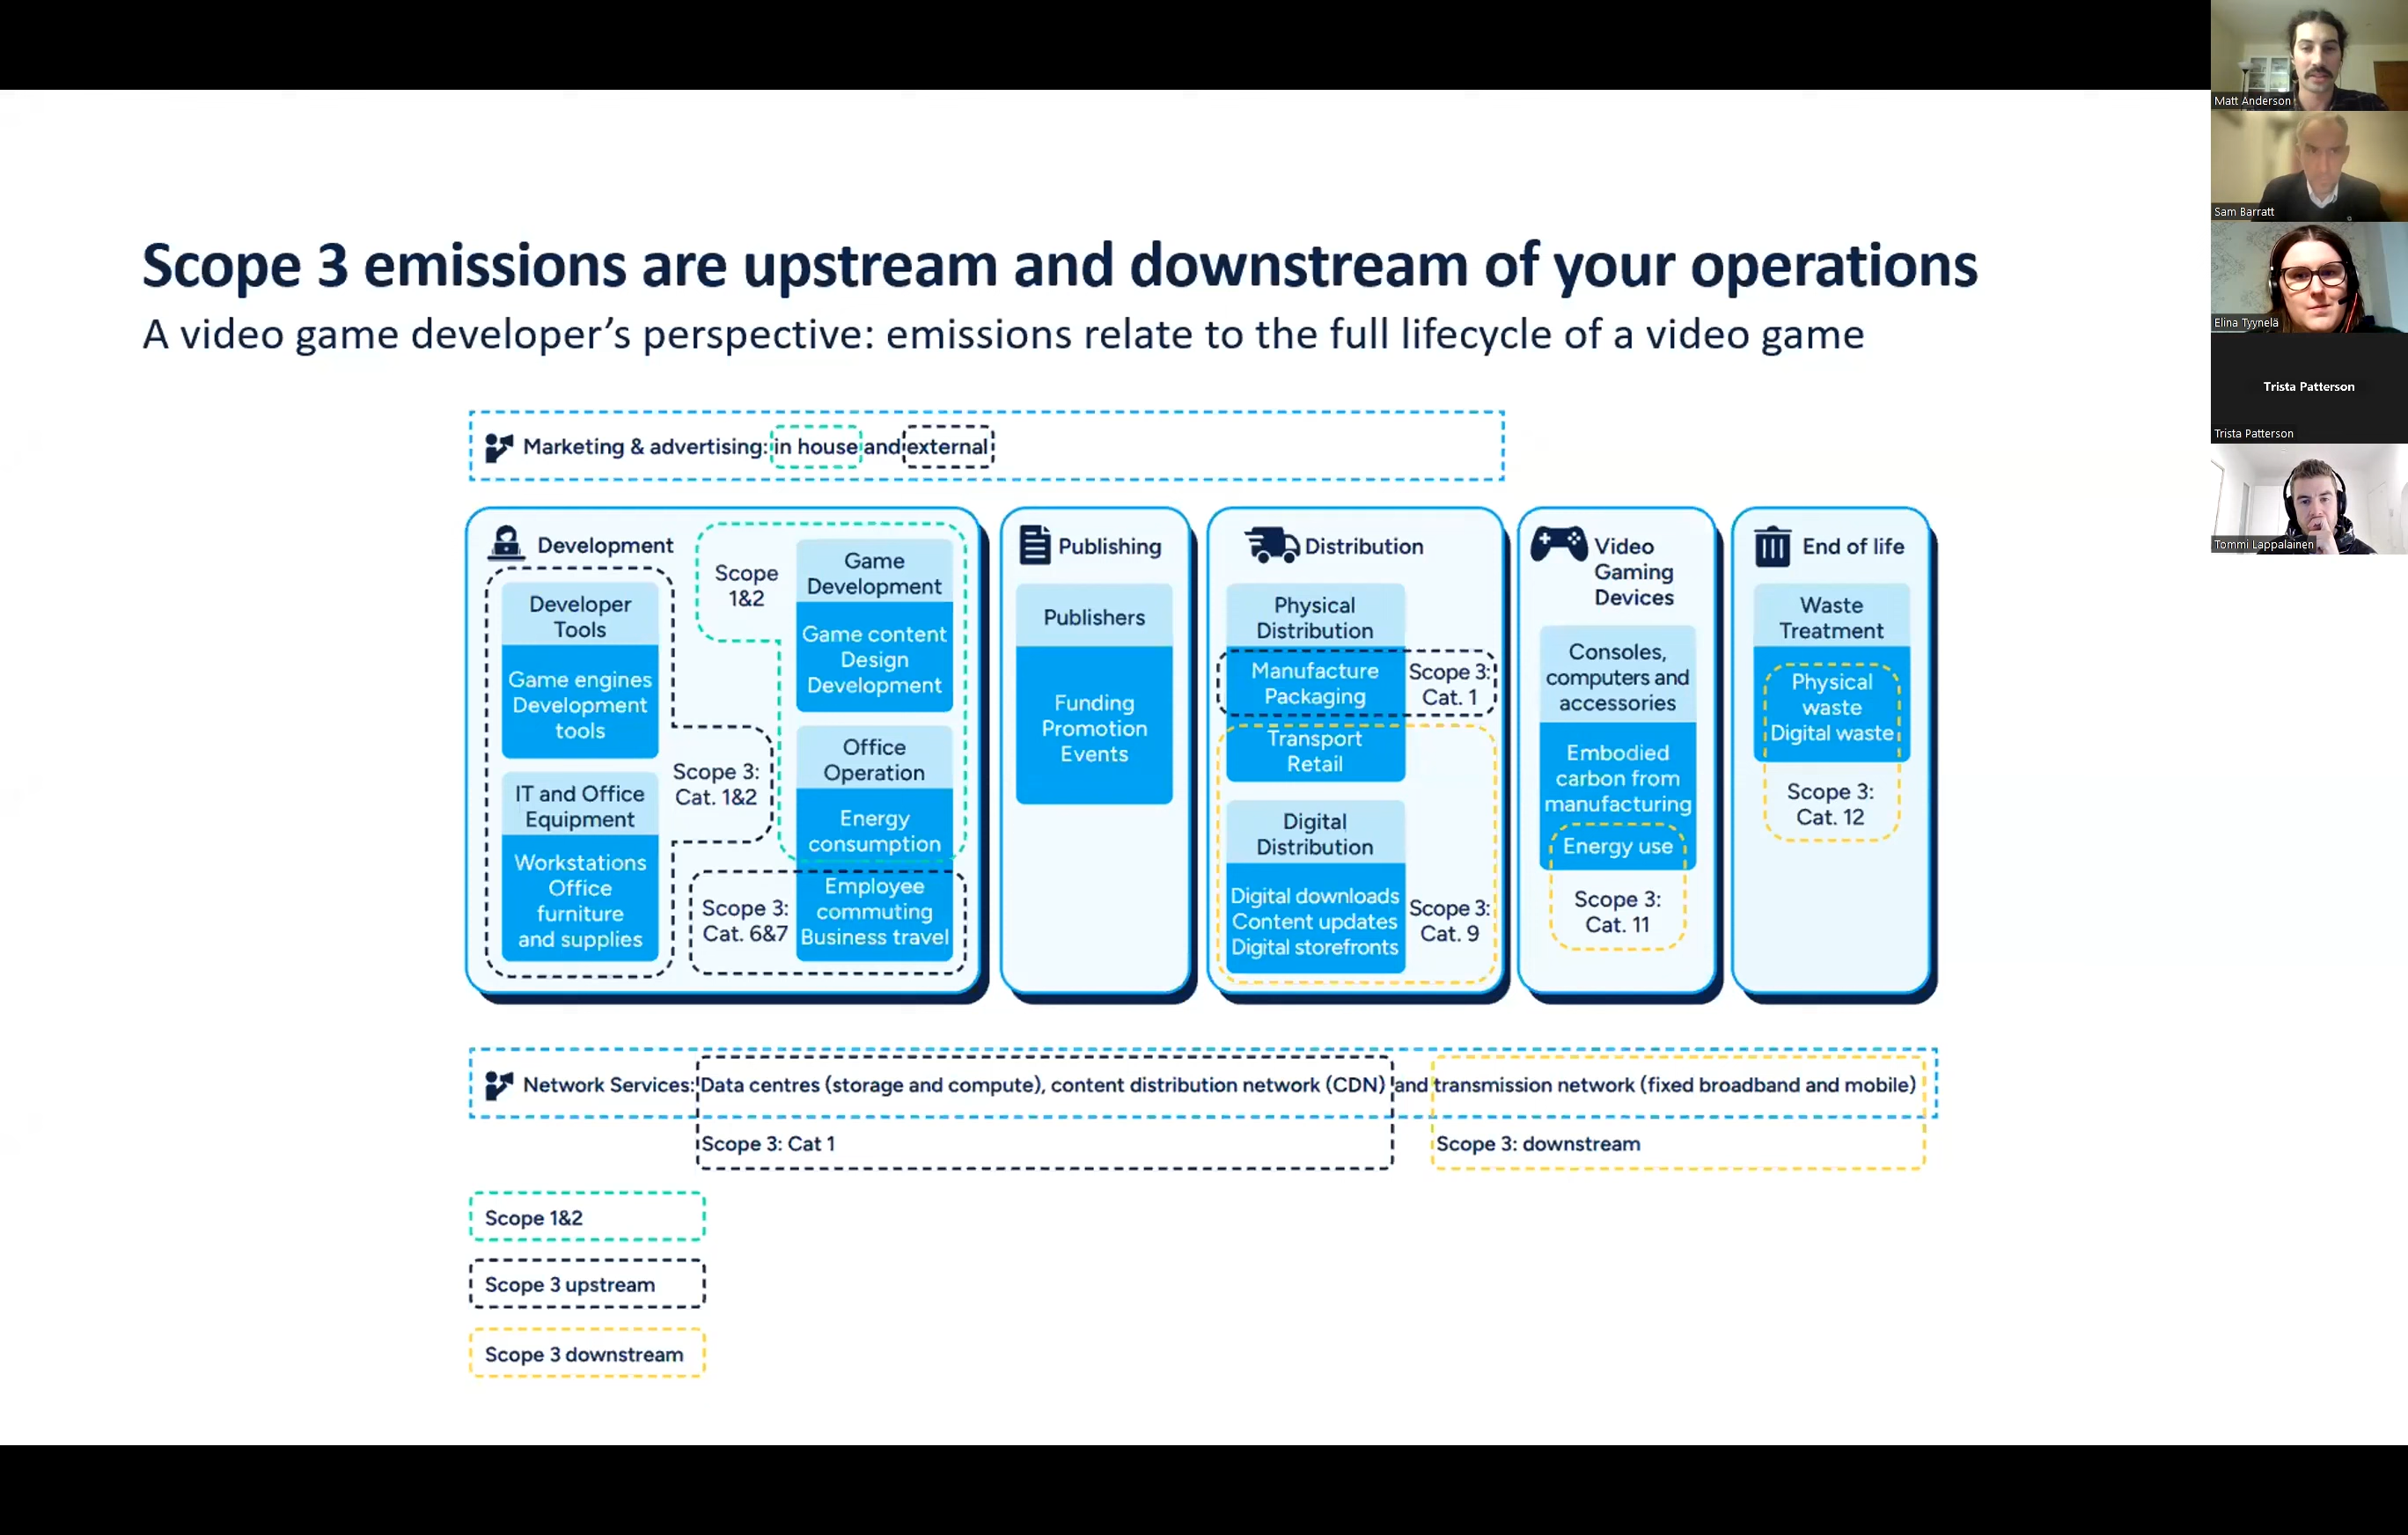 Scope 3 emissions are upstream and downstream of your operations
A video game developer’s perspective: emissions relate to the full lifecycle of a video game
Marketing & advertising: in house and external
Development
Developer
Tools
Game engines
Development
tools
IT and Office
Equipment
Workstations
Office
furniture
and supplies
Scope 3:
Cat. 1&2
Scope
1&2
Game
Development
Game content
Design
Development
Office
Operation
Energy
consumption
Employee
commuting
Business travel
Scope 3:
Cat. 6&7
Publishing
Publishers
Funding
Promotion
Events
Distribution
Physical
Distribution
Manufacture
Packaging
Scope 3:
Cat. 1
Transport
Retail
Digital
Distribution
Digital downloads
Content updates
Digital storefronts
Scope 3:
Cat. 9
Video
Gaming
Devices
Consoles,
computers and
accessories
Embodied
carbon from
manufacturing
Energy use
Scope 3:
Cat. 11
End of life
Waste
Treatment
Physical
waste
Digital waste
Scope 3:
Cat. 12
Network Services: Data centres (storage and compute), content distribution network (CDN) and transmission network (fixed broadband and mobile)
Scope 3: Cat 1
Scope 3: downstream
Scope 1&2
Scope 3 upstream
Scope 3 downstream
Matt Anderson
Sam Barratt
Elina Tyynelä
Trista Patterson
Trista Patterson
Tommi Lappalainen